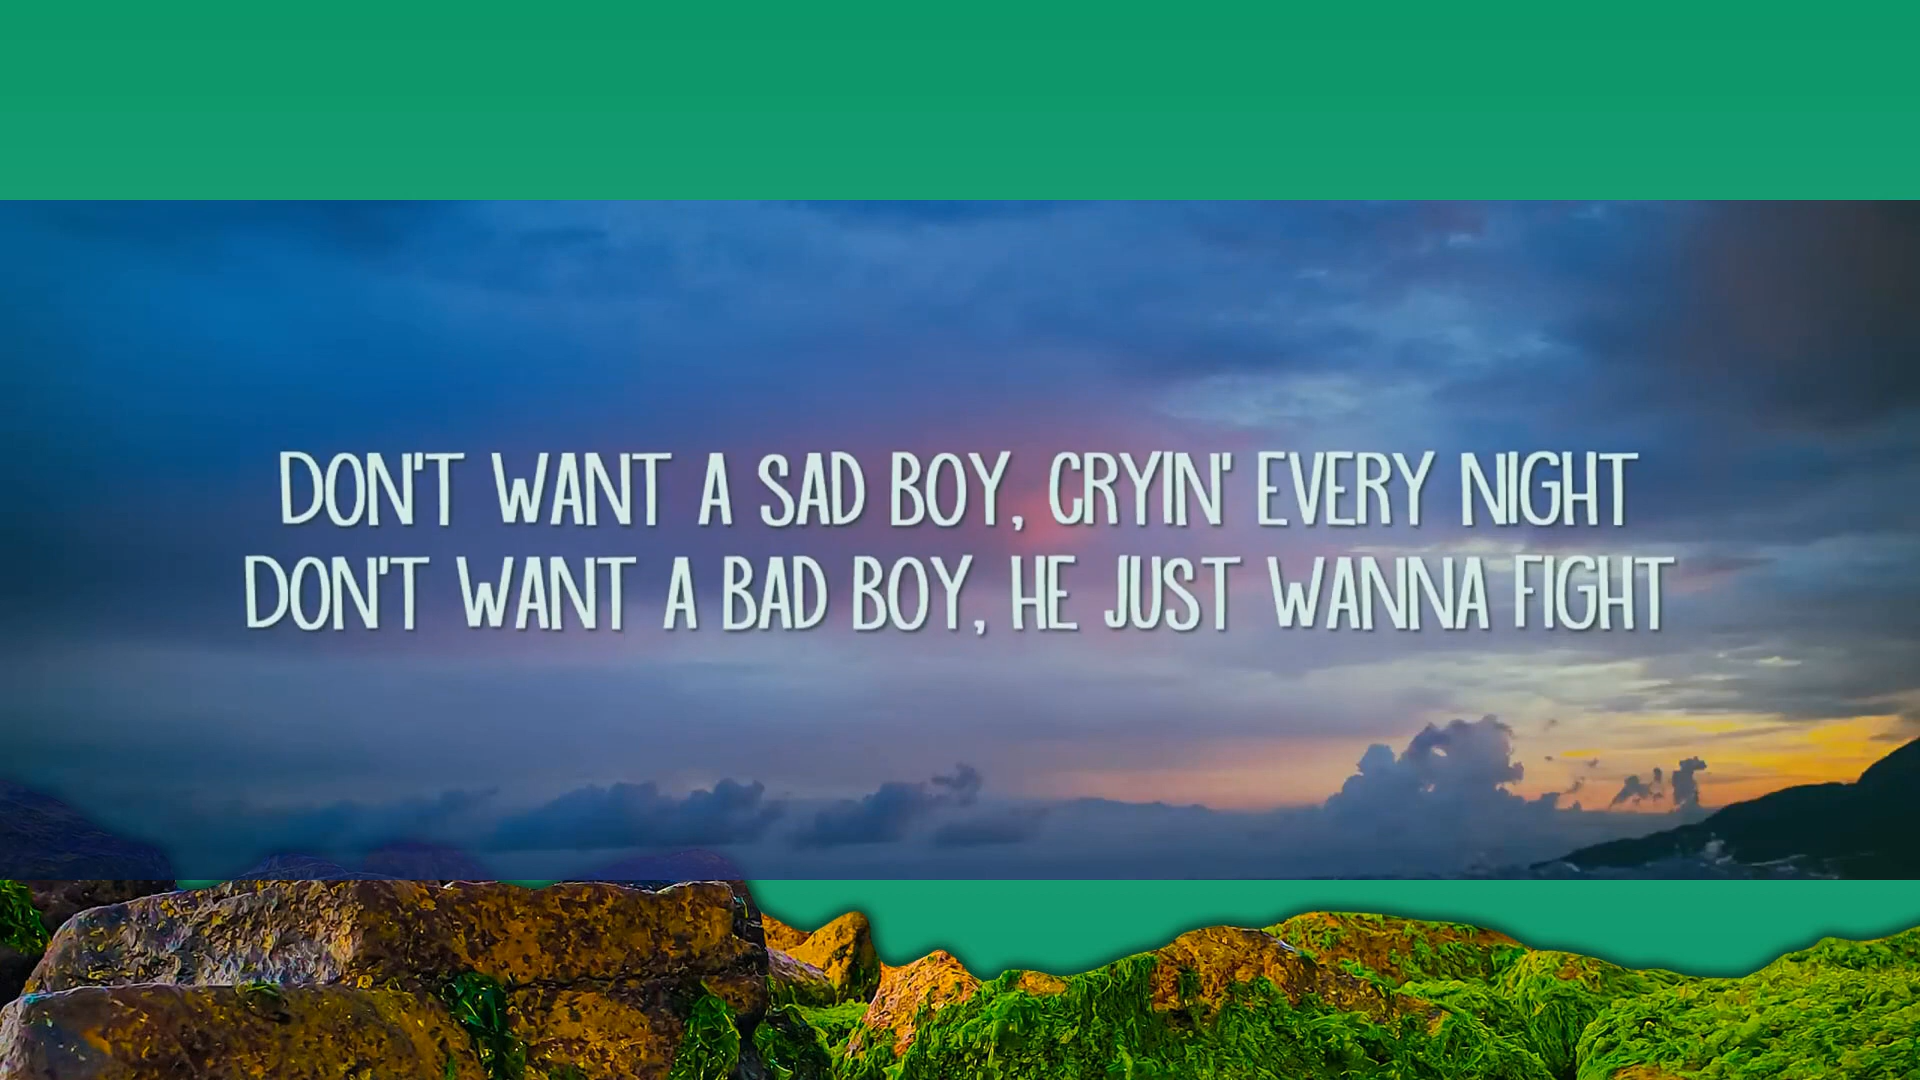 DON'T WANT A SAD BOY, CRYIN' EVERY NIGHT
DON'T WANT A BAD BOY, HE JUST WANNA FIGHT